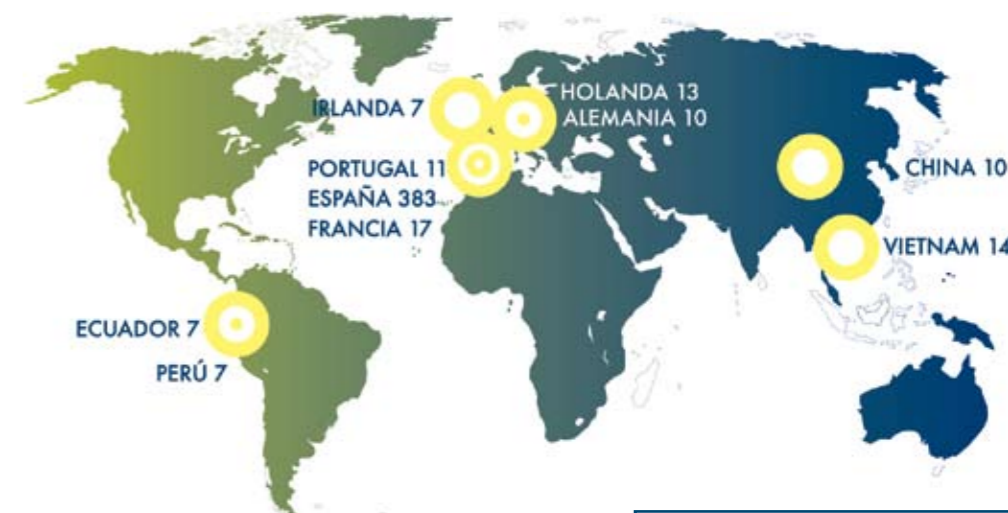 HOLANDA 13
IRLANDA 7
ALEMANIA 10
PORTUGAL 11
CHINA 10
ESPAÑA 383
FRANCIA 17
VIETNAM 14
ECUADOR 7
PERÚ 7